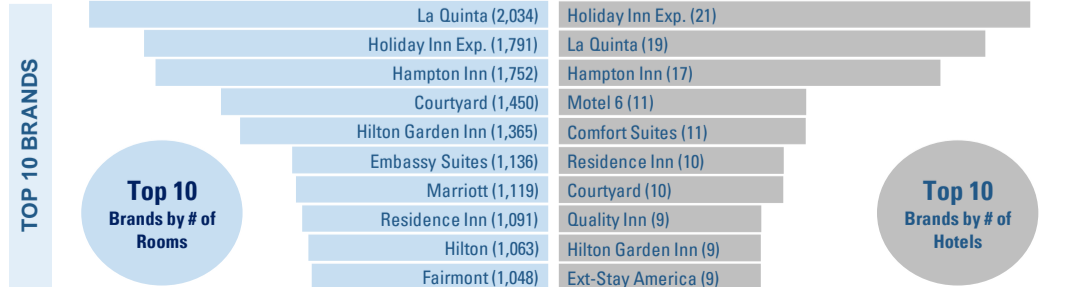 TOP 10 BRANDS
La Quinta (2,034)
Holiday Inn Exp. (1,791)
Hampton Inn (1,752)
Courtyard (1,450)
Hilton Garden Inn (1,365)
Embassy Suites (1,136)
Marriott (1,119)
Residence Inn (1,091)
Hilton (1,063)
Fairmont (1,048)
Top 10
Brands by # of
Rooms
Holiday Inn Exp. (21)
La Quinta (19)
Hampton Inn (17)
Motel 6 (11)
Comfort Suites (11)
Residence Inn (10)
Courtyard (10)
Quality Inn (9)
Hilton Garden Inn (9)
Ext-Stay America (9)
Top 10
Brands by # of
Hotels